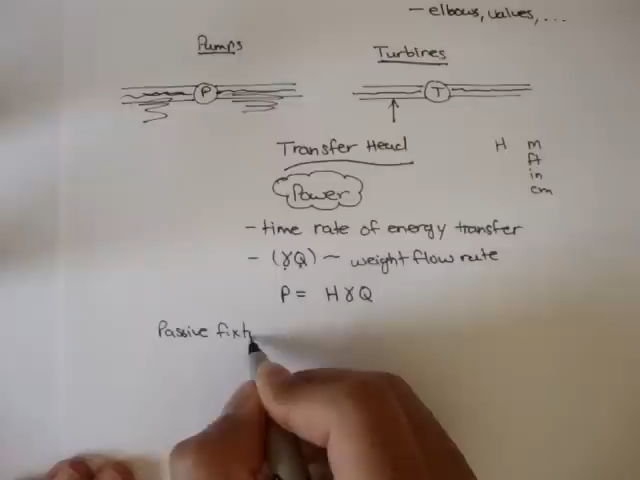 - elbows, valves, ...
Pumps
Turbines
P
T
Transfer Head
H m
ft
in
cm
Power
- time rate of energy transfer
- (γQ) ~ weight flow rate
P = HγQ
Passive fixt